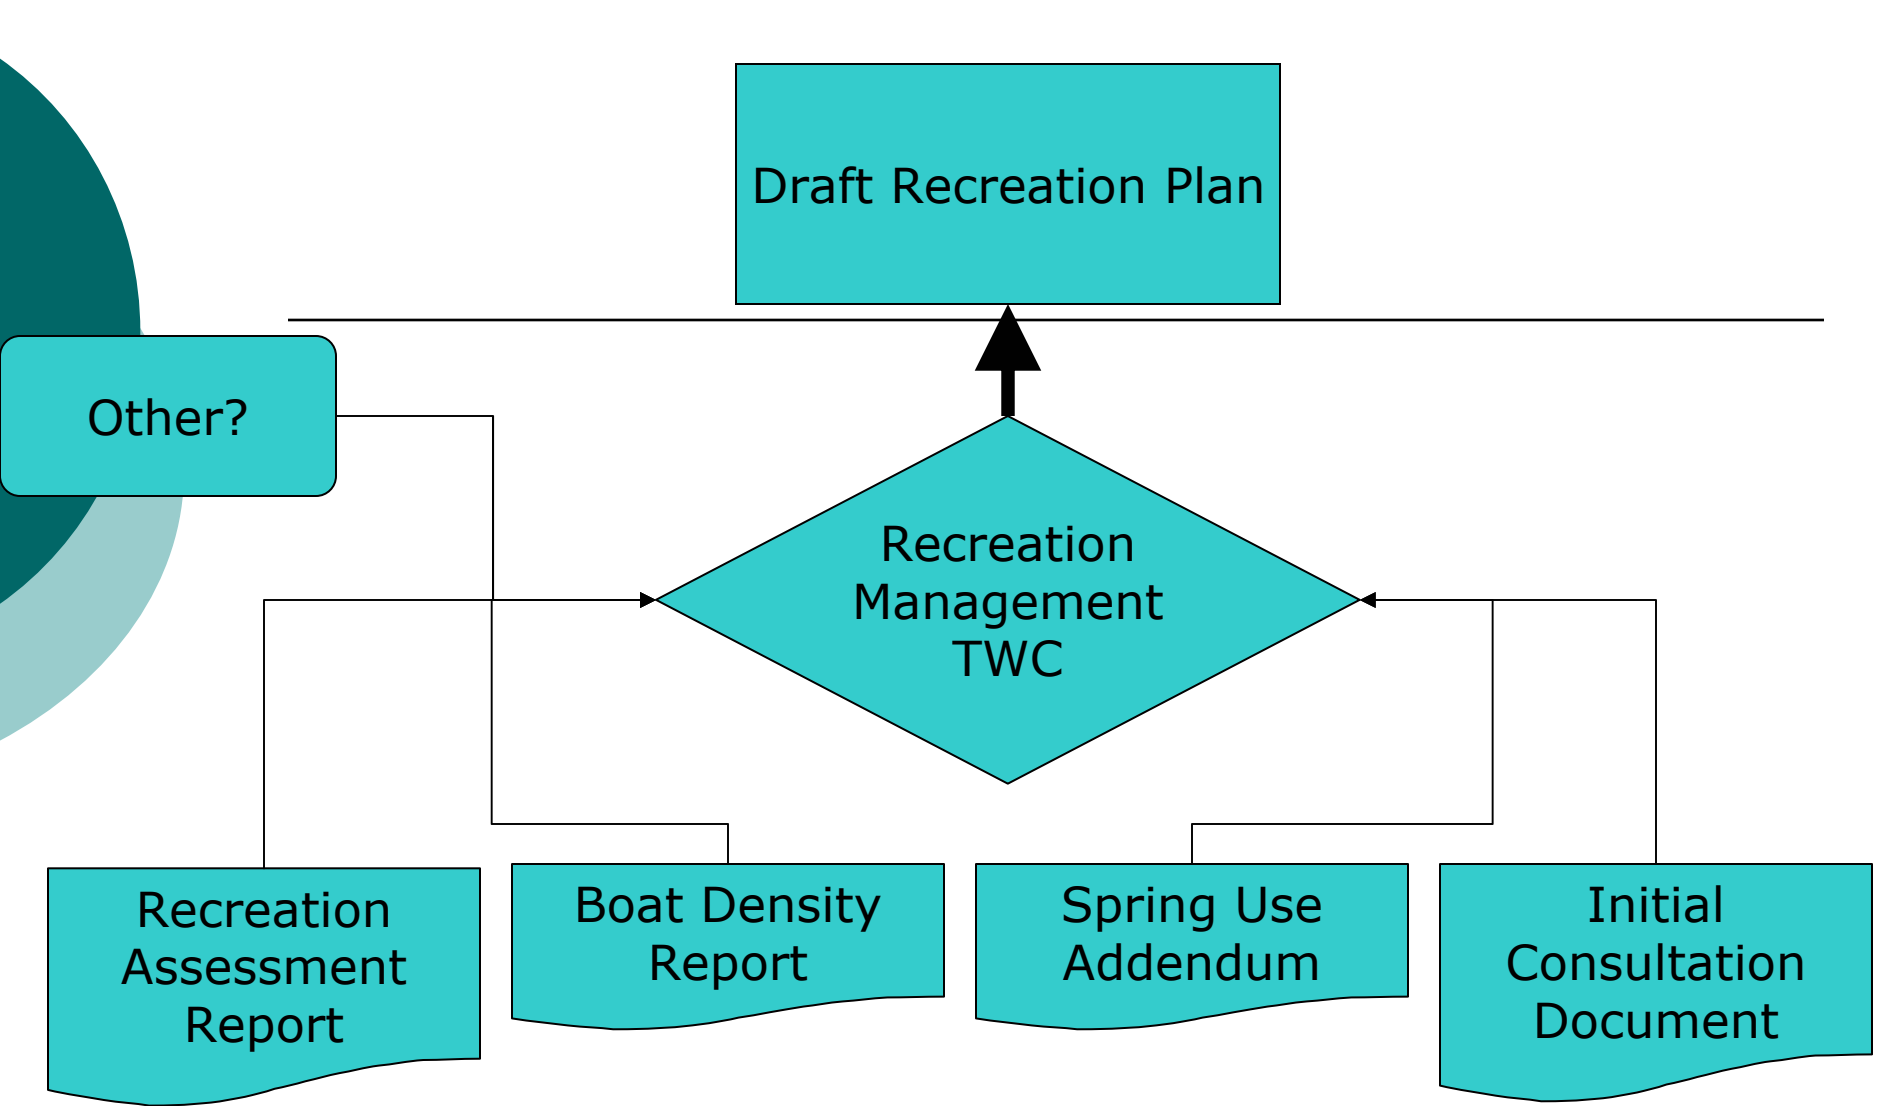 Draft Recreation Plan
Other?
Recreation
Management
TWC
Recreation
Assessment
Report
Boat Density
Report
Spring Use
Addendum
Initial
Consultation
Document